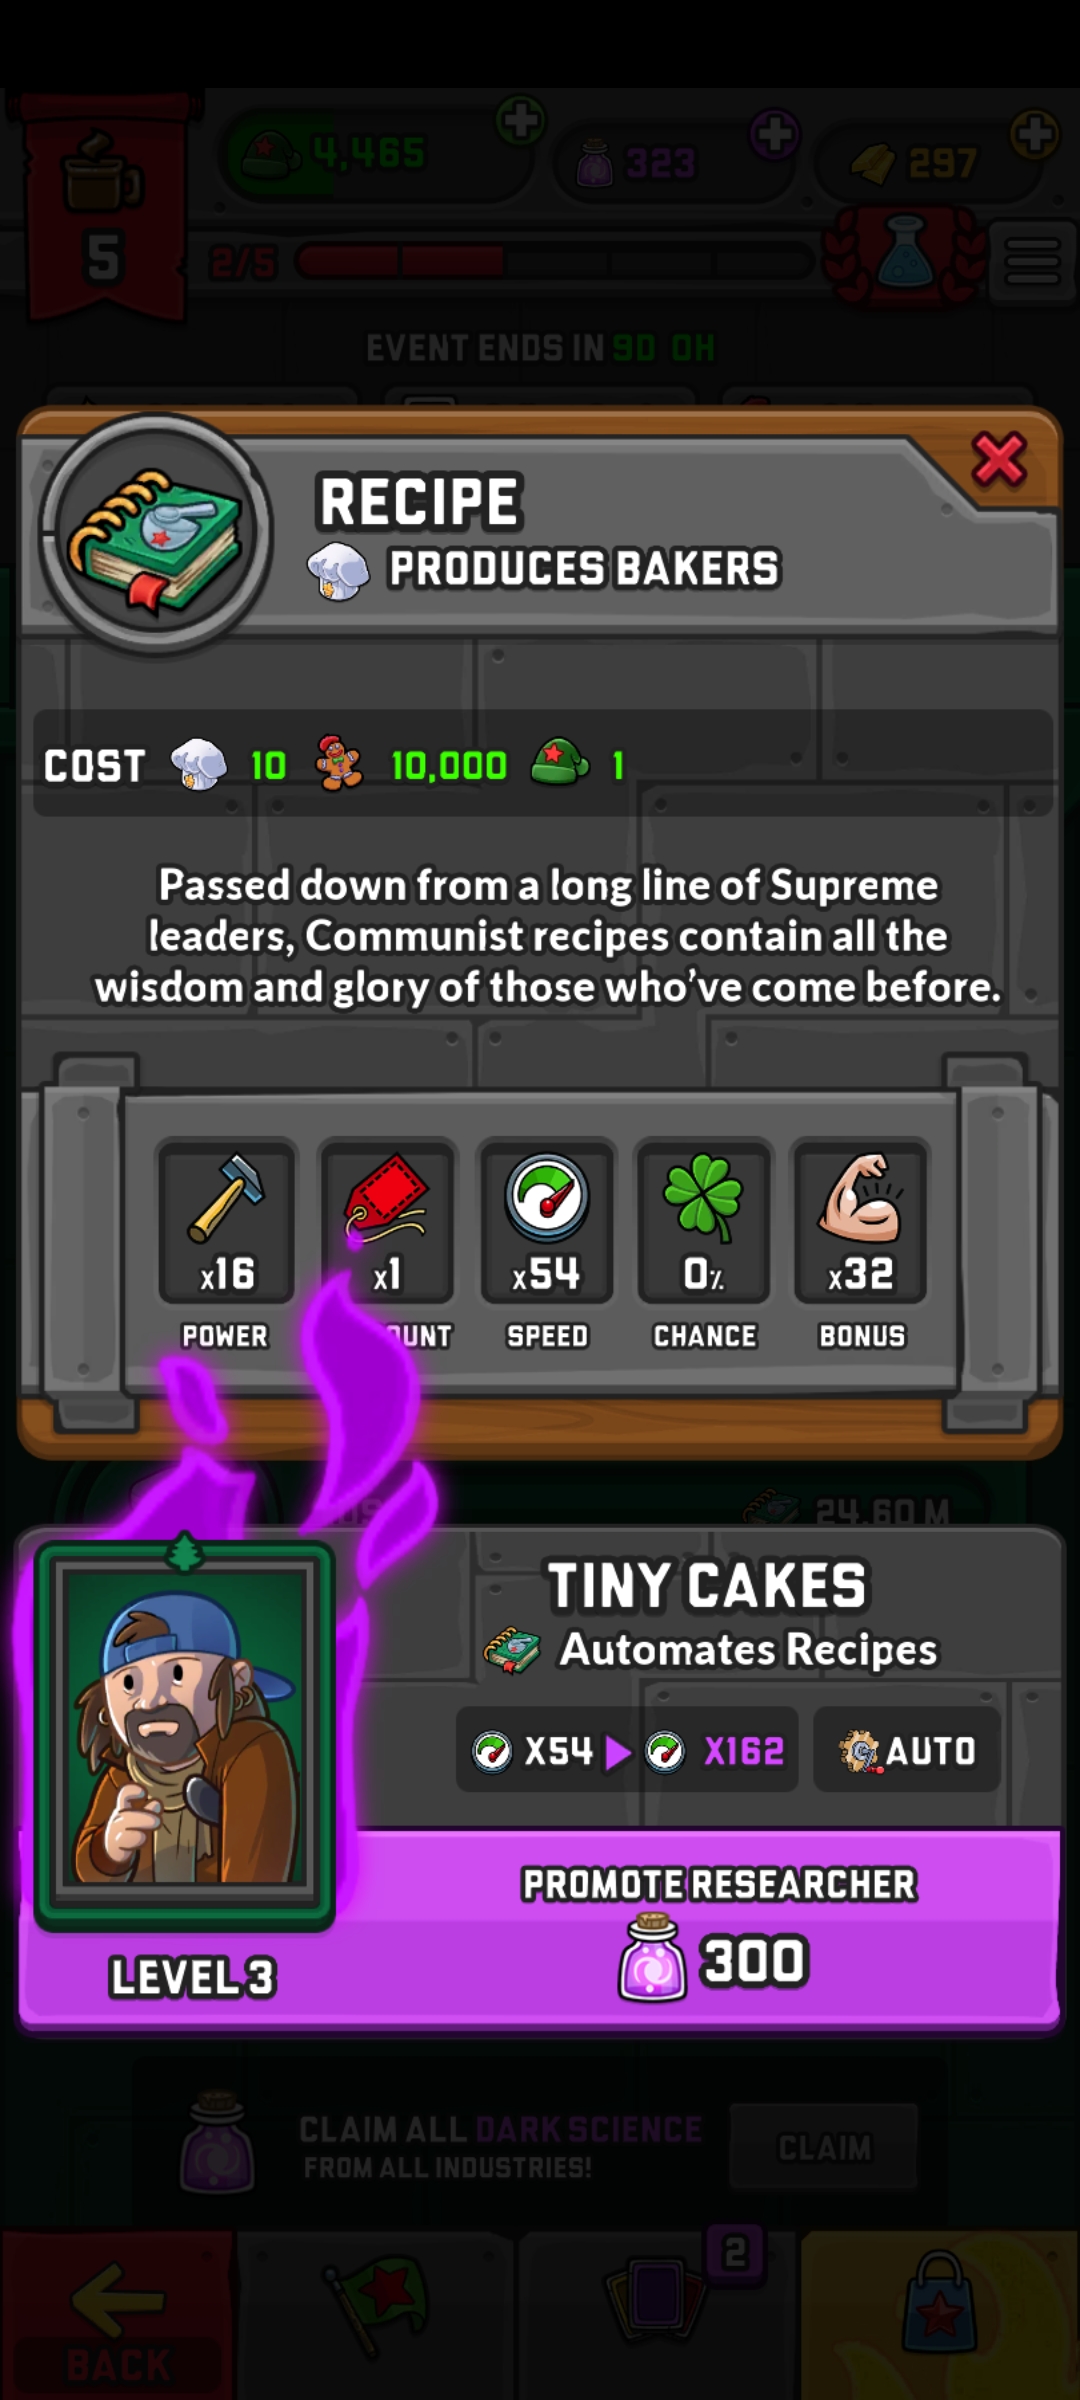 4,465
323
297
5
2/5
EVENT ENDS IN 9D 0H
RECIPE
PRODUCES BAKERS
COST 10 10,000 1
Passed down from a long line of Supreme
leaders, Communist recipes contain all the
wisdom and glory of those who've come before.
x16 x1 x54 0% x32
POWER OUNT SPEED CHANCE BONUS
24.60 M
TINY CAKES
Automates Recipes
X54 X162 AUTO
PROMOTE RESEARCHER
300
LEVEL 3
CLAIM ALL DARK SCIENCE
FROM ALL INDUSTRIES!
CLAIM
2
BACK